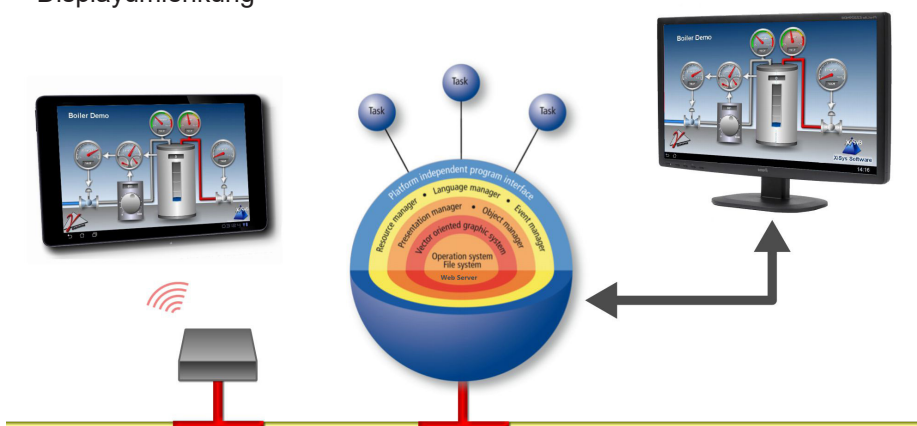 Displayumlenkung
Boiler Demo
Task
Task
Task
Platform independent program interface
Resource manager • Language manager • Event manager
Presentation manager • Object manager
Vector oriented graphic system
Operation system
File system
Web Server
Boiler Demo
XiSys Software
14:16